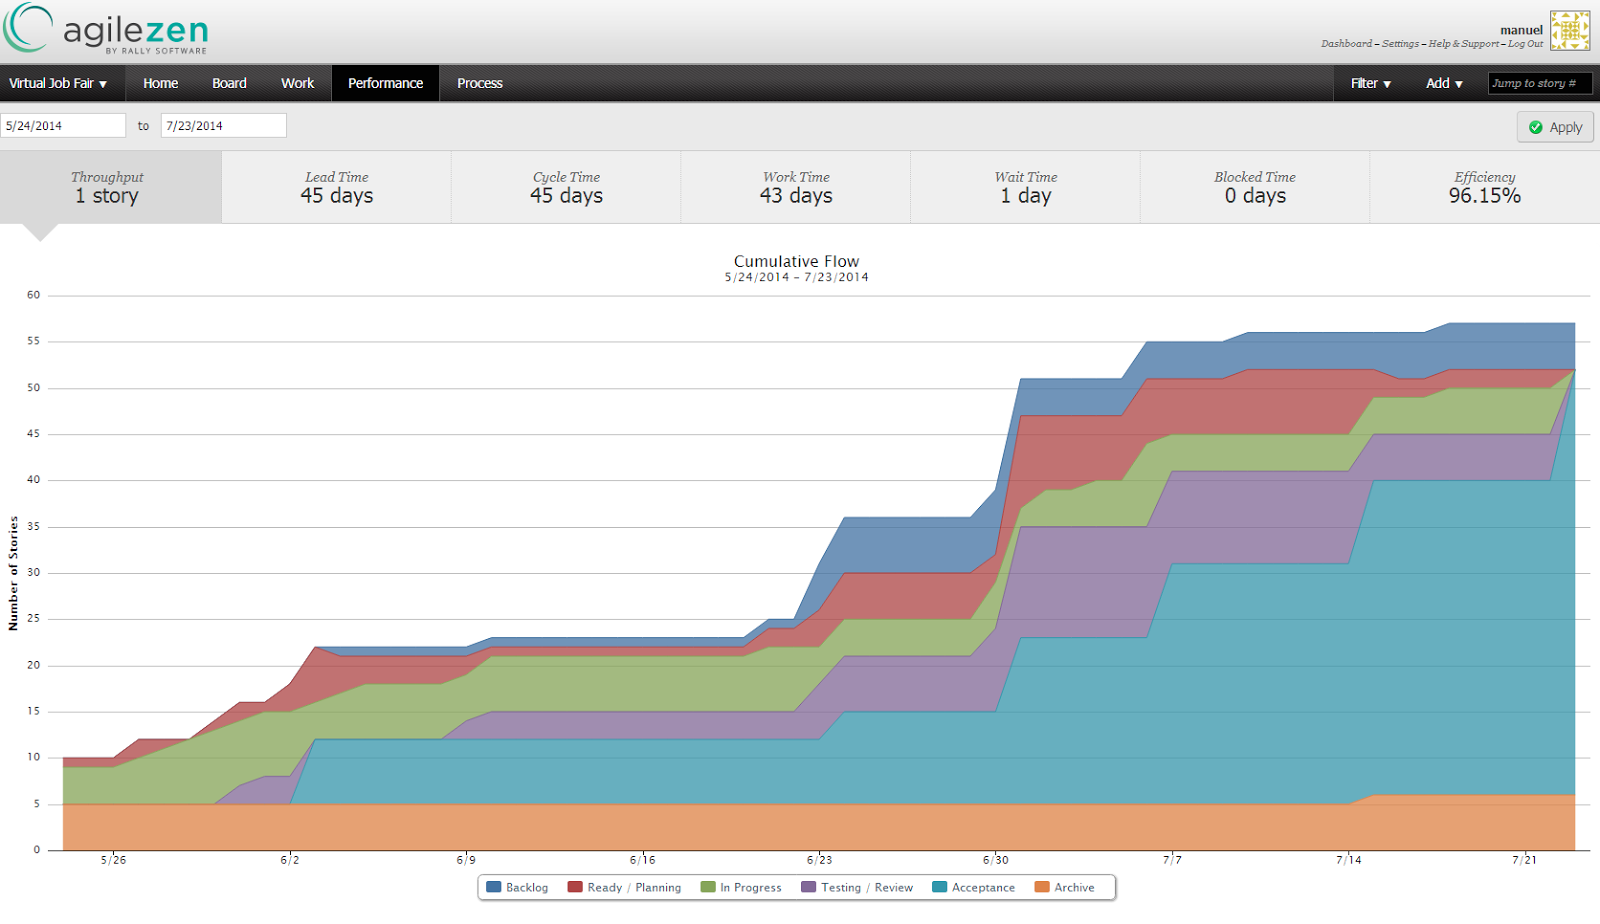 agilezen
BY RALLY SOFTWARE
manuel
Dashboard – Settings – Help & Support – Log Out
Virtual Job Fair ▼ Home Board Work Performance Process Filter ▼ Add ▼ Jump to story #
5/24/2014 to 7/23/2014 Apply
Throughput Lead Time Cycle Time Work Time Wait Time Blocked Time Efficiency
1 story 45 days 45 days 43 days 1 day 0 days 96.15%
Cumulative Flow
5/24/2014 – 7/23/2014
60
55
50
45
40
35
30
25
20
15
10
5
0
Number of Stories
5/26 6/2 6/9 6/16 6/23 6/30 7/7 7/14 7/21
Backlog Ready / Planning In Progress Testing / Review Acceptance Archive